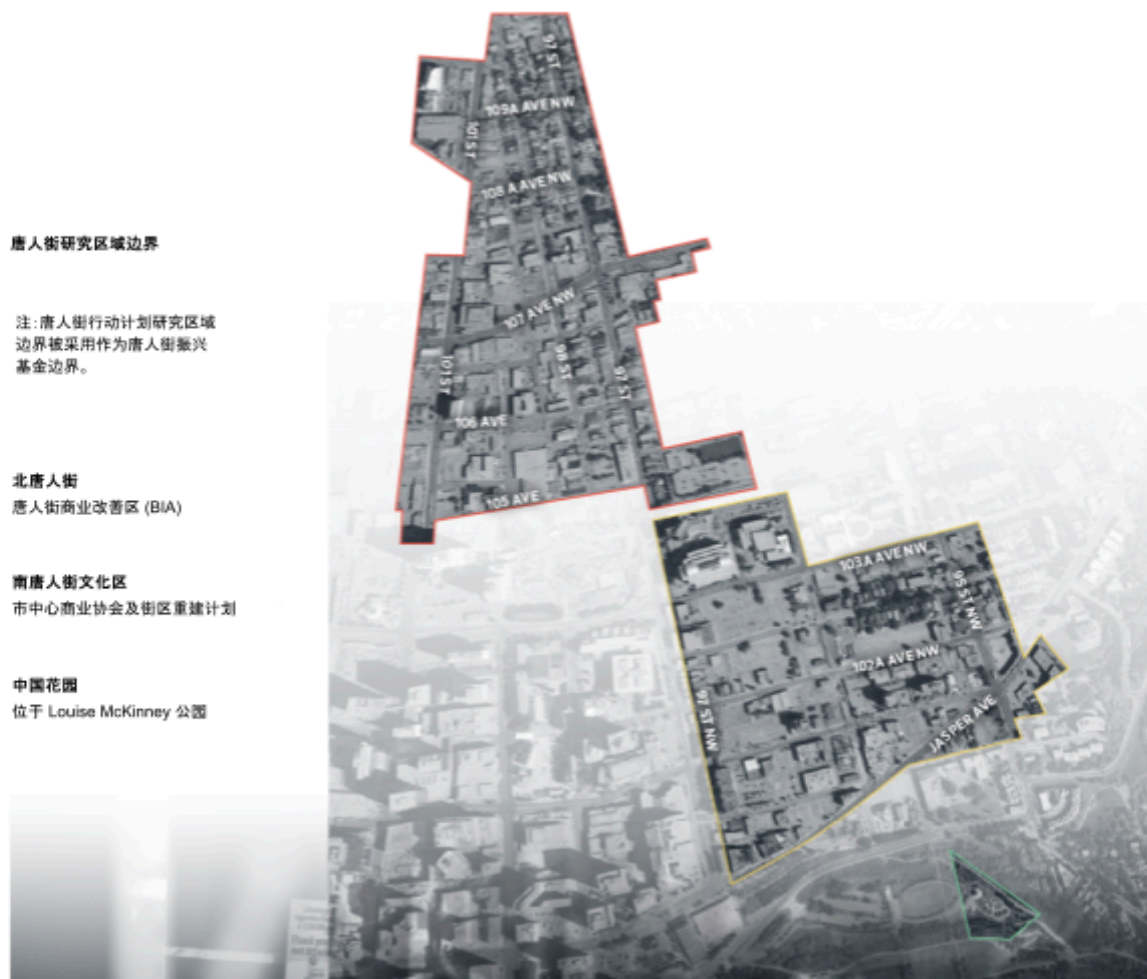 唐人街研究区域边界
注:唐人街行动计划研究区域
边界被采用作为唐人街振兴
基金边界。
北唐人街
唐人街商业改善区 (BIA)
南唐人街文化区
市中心商业协会及街区重建计划
中国花园
位于 Louise McKinney 公园
97 ST
109A AVE NW
101 ST
108 A AVE NW
107 AVE NW
101 ST
98 ST
97 ST
106 AVE
105 AVE
103A AVE NW
95 ST NW
102A AVE NW
97 ST NW
JASPER AVE